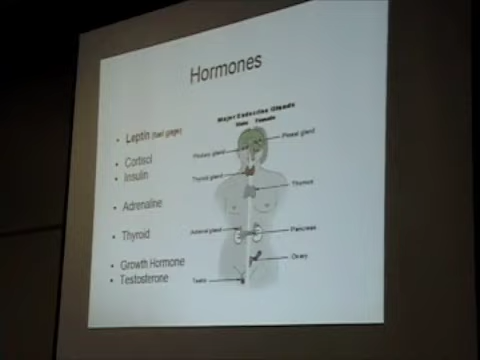 Hormones
• Leptin (fuel gage)
• Cortisol
• Insulin
• Adrenaline
• Thyroid
• Growth Hormone
• Testosterone
Major Endocrine Glands
Male Female
Pineal gland
Pituitary gland
Thyroid gland
Thymus
Adrenal gland
Pancreas
Ovary
Testis